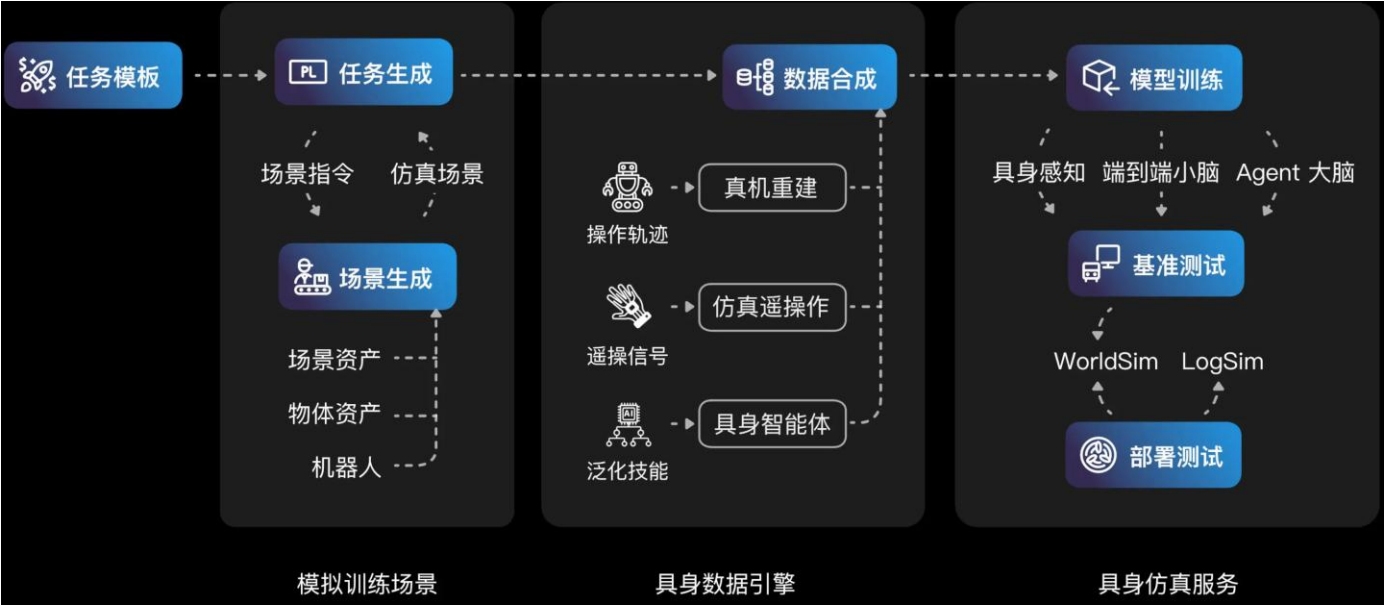 任务模板
PL
任务生成
场景指令
仿真场景
场景生成
场景资产
物体资产
机器人
模拟训练场景
数据合成
操作轨迹
真机重建
遥操信号
仿真遥操作
AI
泛化技能
具身智能体
具身数据引擎
模型训练
具身感知
端到端小脑
Agent 大脑
基准测试
WorldSim
LogSim
部署测试
具身仿真服务